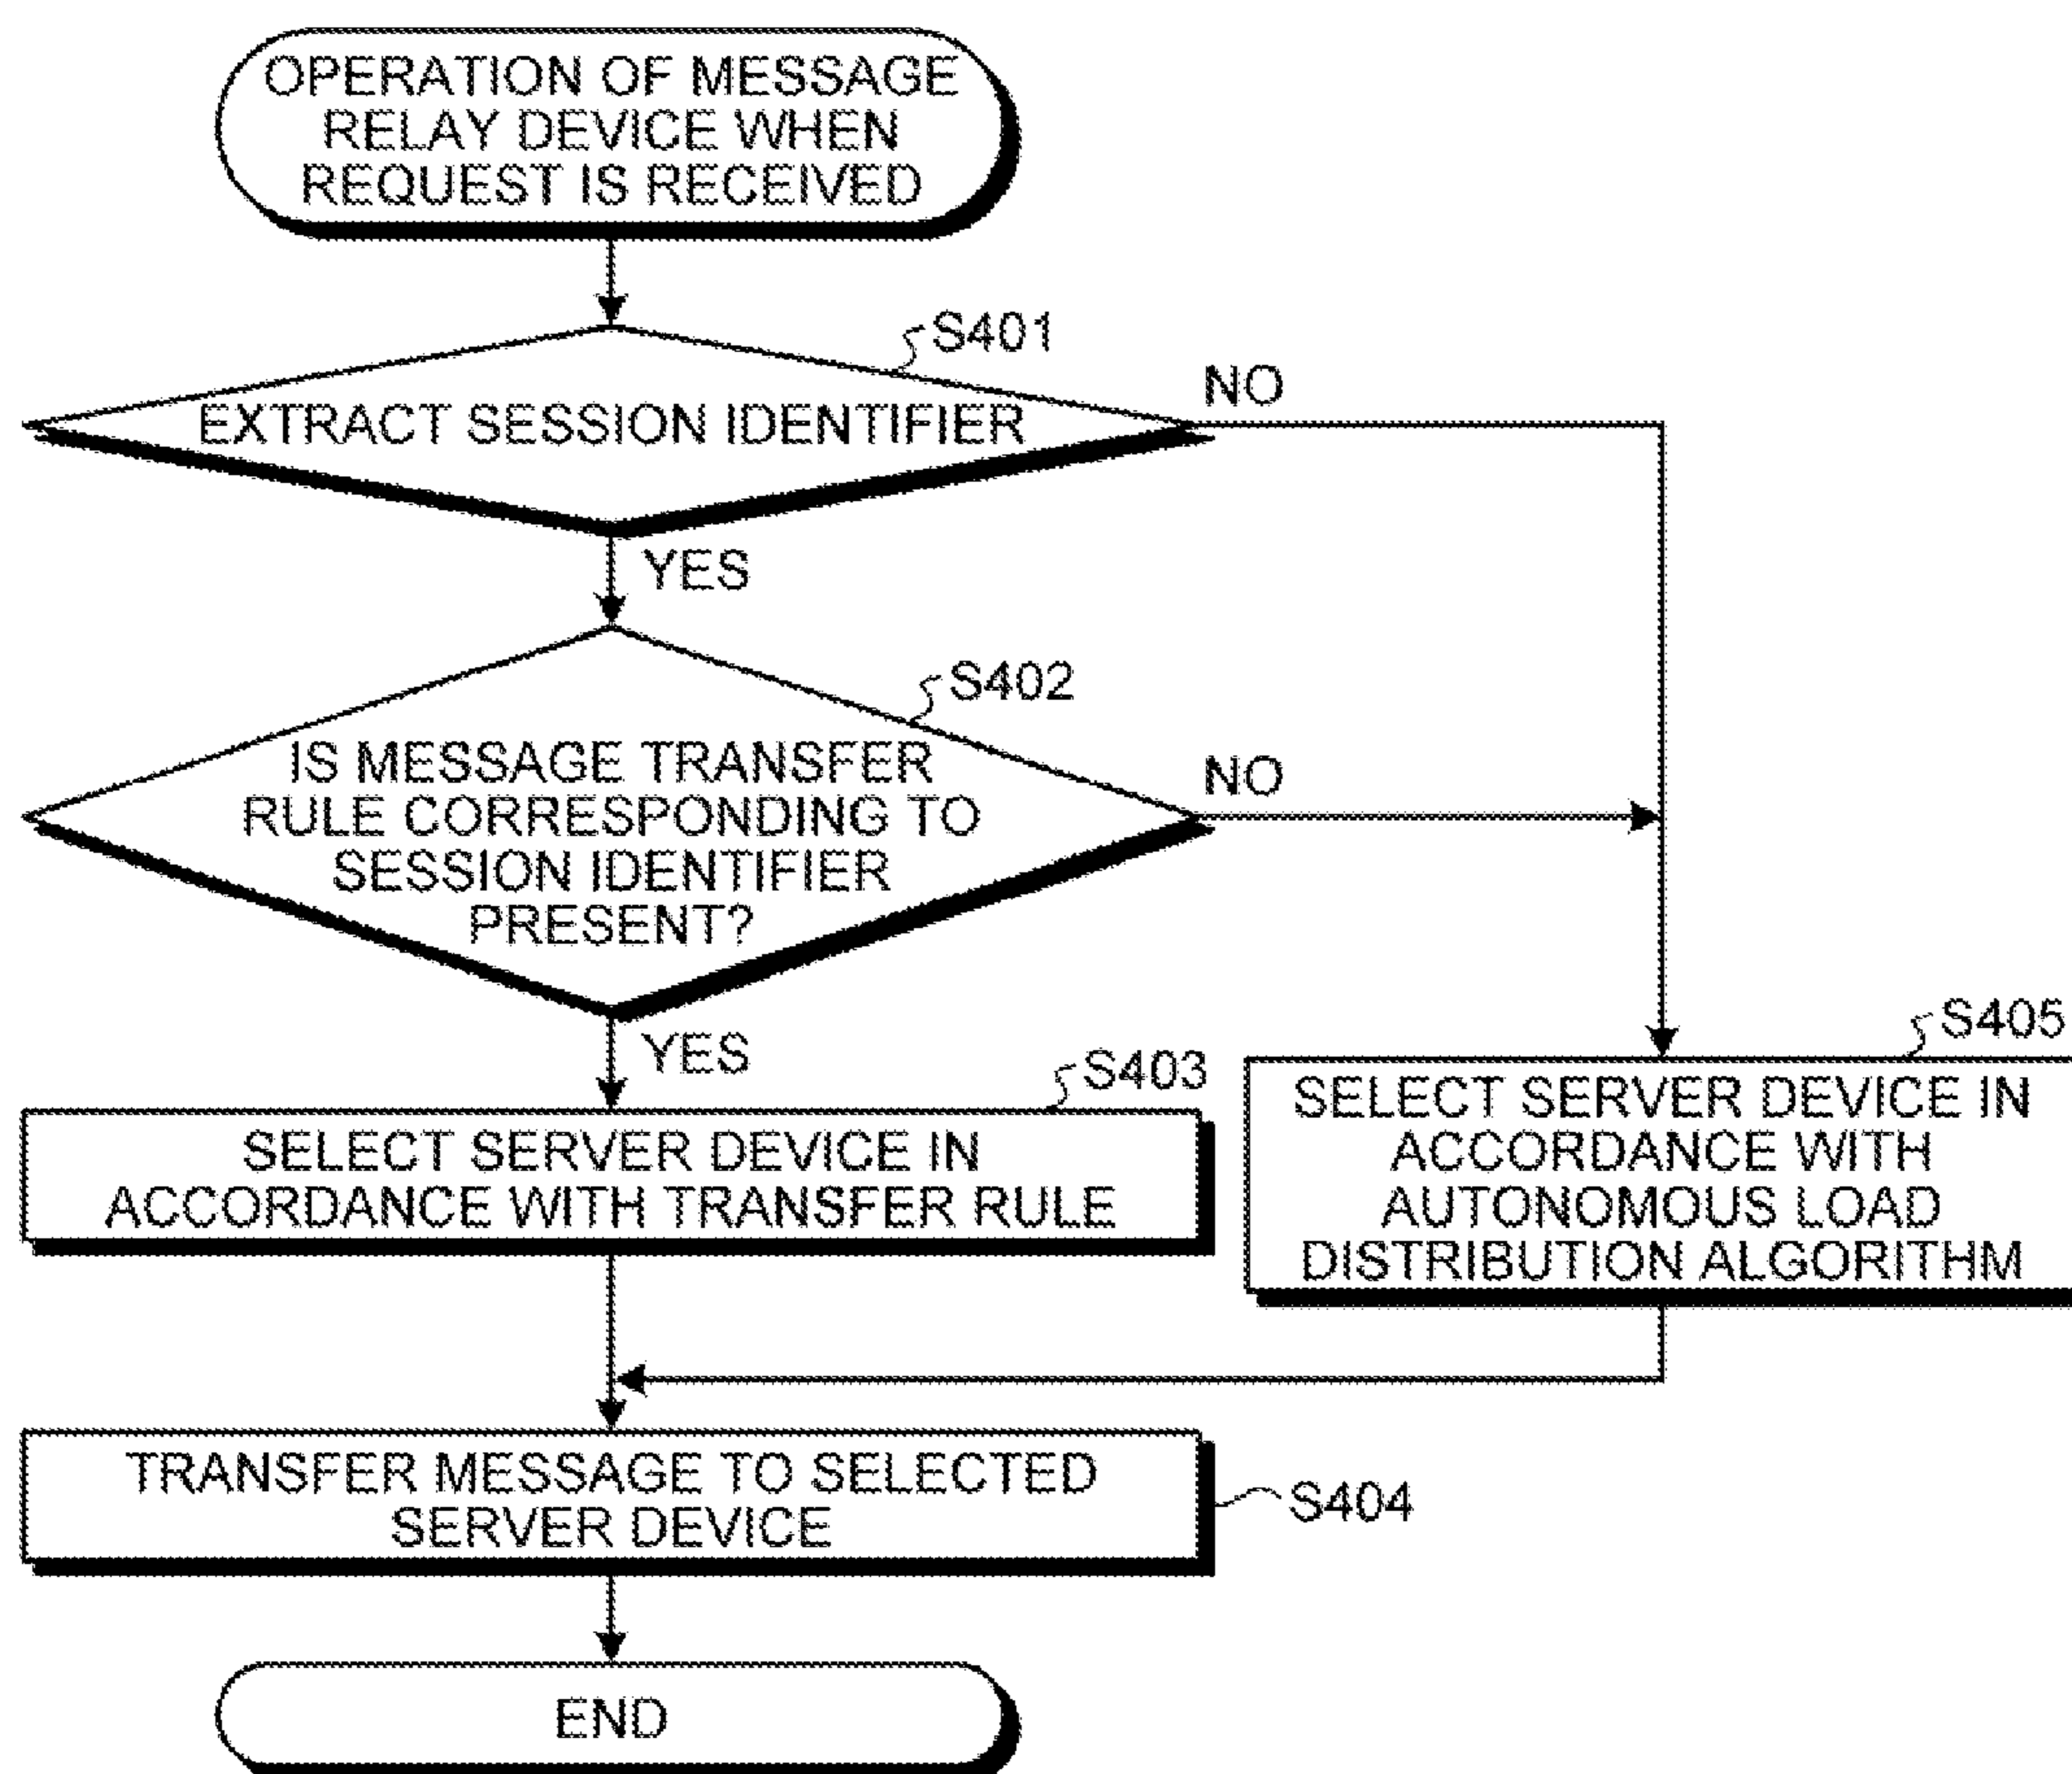 OPERATION OF MESSAGE
RELAY DEVICE WHEN
REQUEST IS RECEIVED
S401
EXTRACT SESSION IDENTIFIER
NO
YES
S402
IS MESSAGE TRANSFER
RULE CORRESPONDING TO
SESSION IDENTIFIER
PRESENT?
NO
YES
S403
SELECT SERVER DEVICE IN
ACCORDANCE WITH TRANSFER RULE
S405
SELECT SERVER DEVICE IN
ACCORDANCE WITH
AUTONOMOUS LOAD
DISTRIBUTION ALGORITHM
TRANSFER MESSAGE TO SELECTED
SERVER DEVICE
S404
END